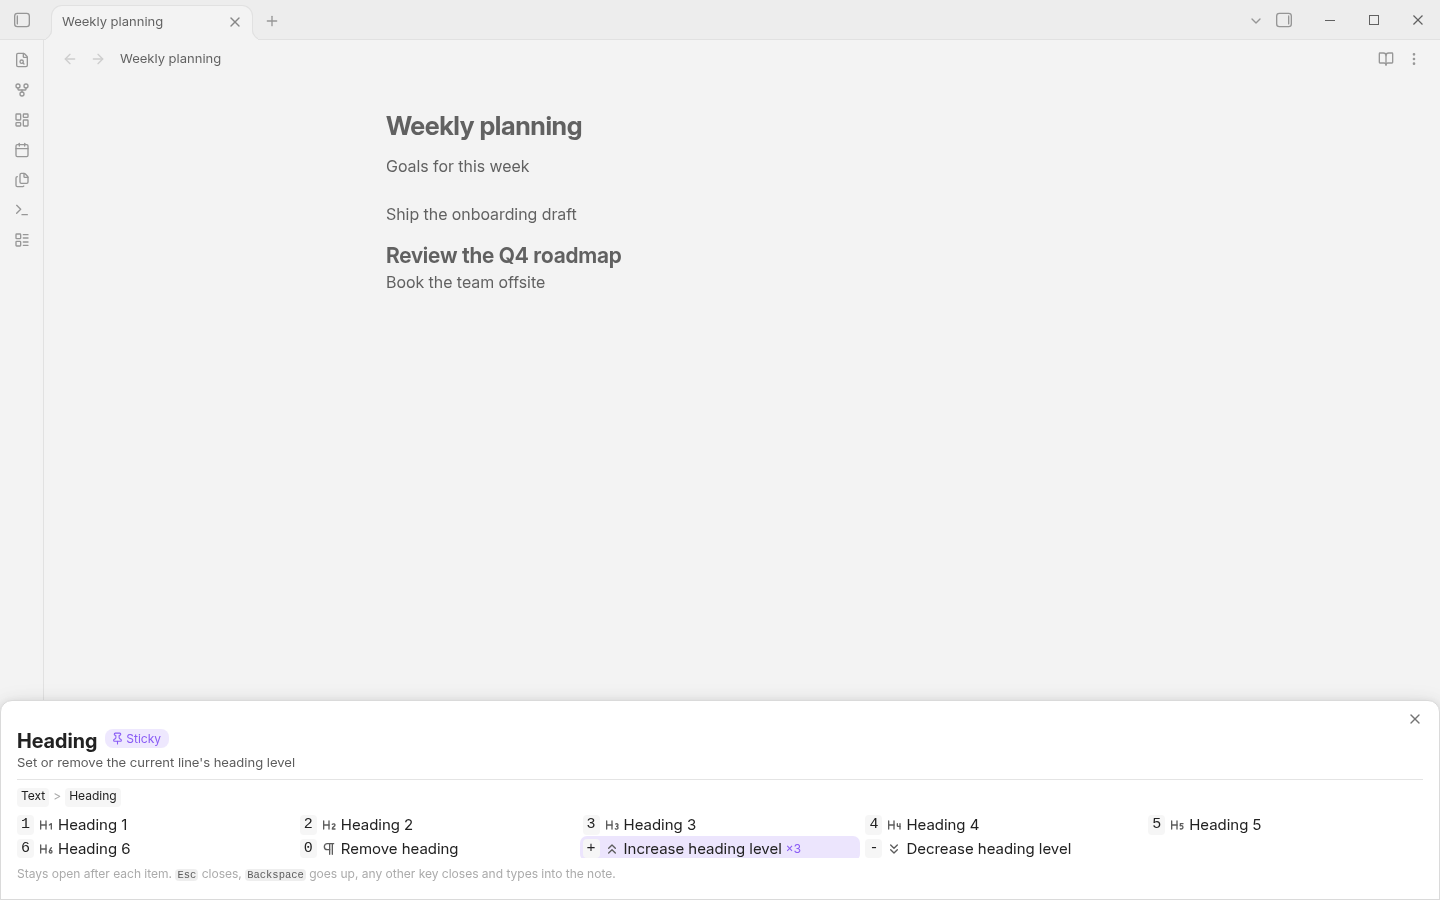 Weekly planning
Weekly planning
Weekly planning
Goals for this week
Ship the onboarding draft
Review the Q4 roadmap
Book the team offsite
Heading Sticky
Set or remove the current line's heading level
Text > Heading
1 H1 Heading 1 2 H2 Heading 2 3 H3 Heading 3 4 H4 Heading 4 5 H5 Heading 5
6 H6 Heading 6 0 Remove heading + Increase heading level ×3 - Decrease heading level
Stays open after each item. Esc closes, Backspace goes up, any other key closes and types into the note.